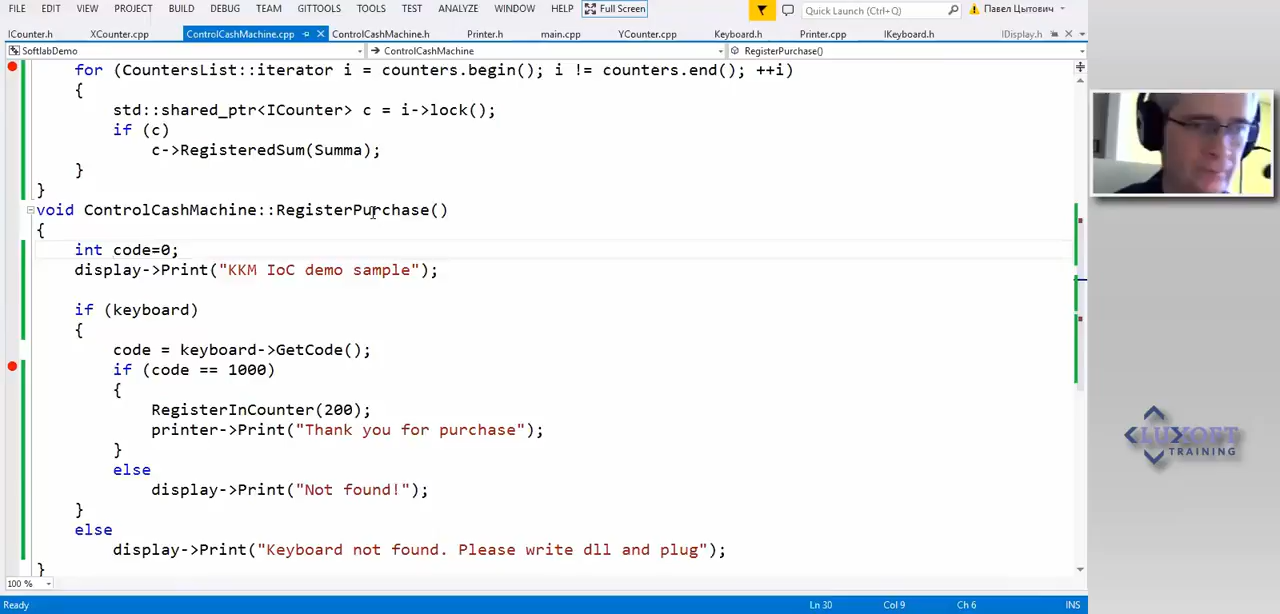 FILE EDIT VIEW PROJECT BUILD DEBUG TEAM GITTOOLS TOOLS TEST ANALYZE WINDOW HELP Full Screen Quick Launch (Ctrl+Q) Павел Цытович
ICounter.h XCounter.cpp ControlCashMachine.cpp ControlCashMachine.h Printer.h main.cpp YCounter.cpp Keyboard.h Printer.cpp IKeyboard.h IDisplay.h
SoftlabDemo ControlCashMachine RegisterPurchase()
for (CountersList::iterator i = counters.begin(); i != counters.end(); ++i)
{
std::shared_ptr<ICounter> c = i->lock();
if (c)
c->RegisteredSum(Summa);
}
}
void ControlCashMachine::RegisterPurchase()
{
int code=0;
display->Print("KKM IoC demo sample");
if (keyboard)
{
code = keyboard->GetCode();
if (code == 1000)
{
RegisterInCounter(200);
printer->Print("Thank you for purchase");
}
else
display->Print("Not found!");
}
else
display->Print("Keyboard not found. Please write dll and plug");
}
100 %
Ready Ln 30 Col 9 Ch 6 INS
LUXOFT
TRAINING